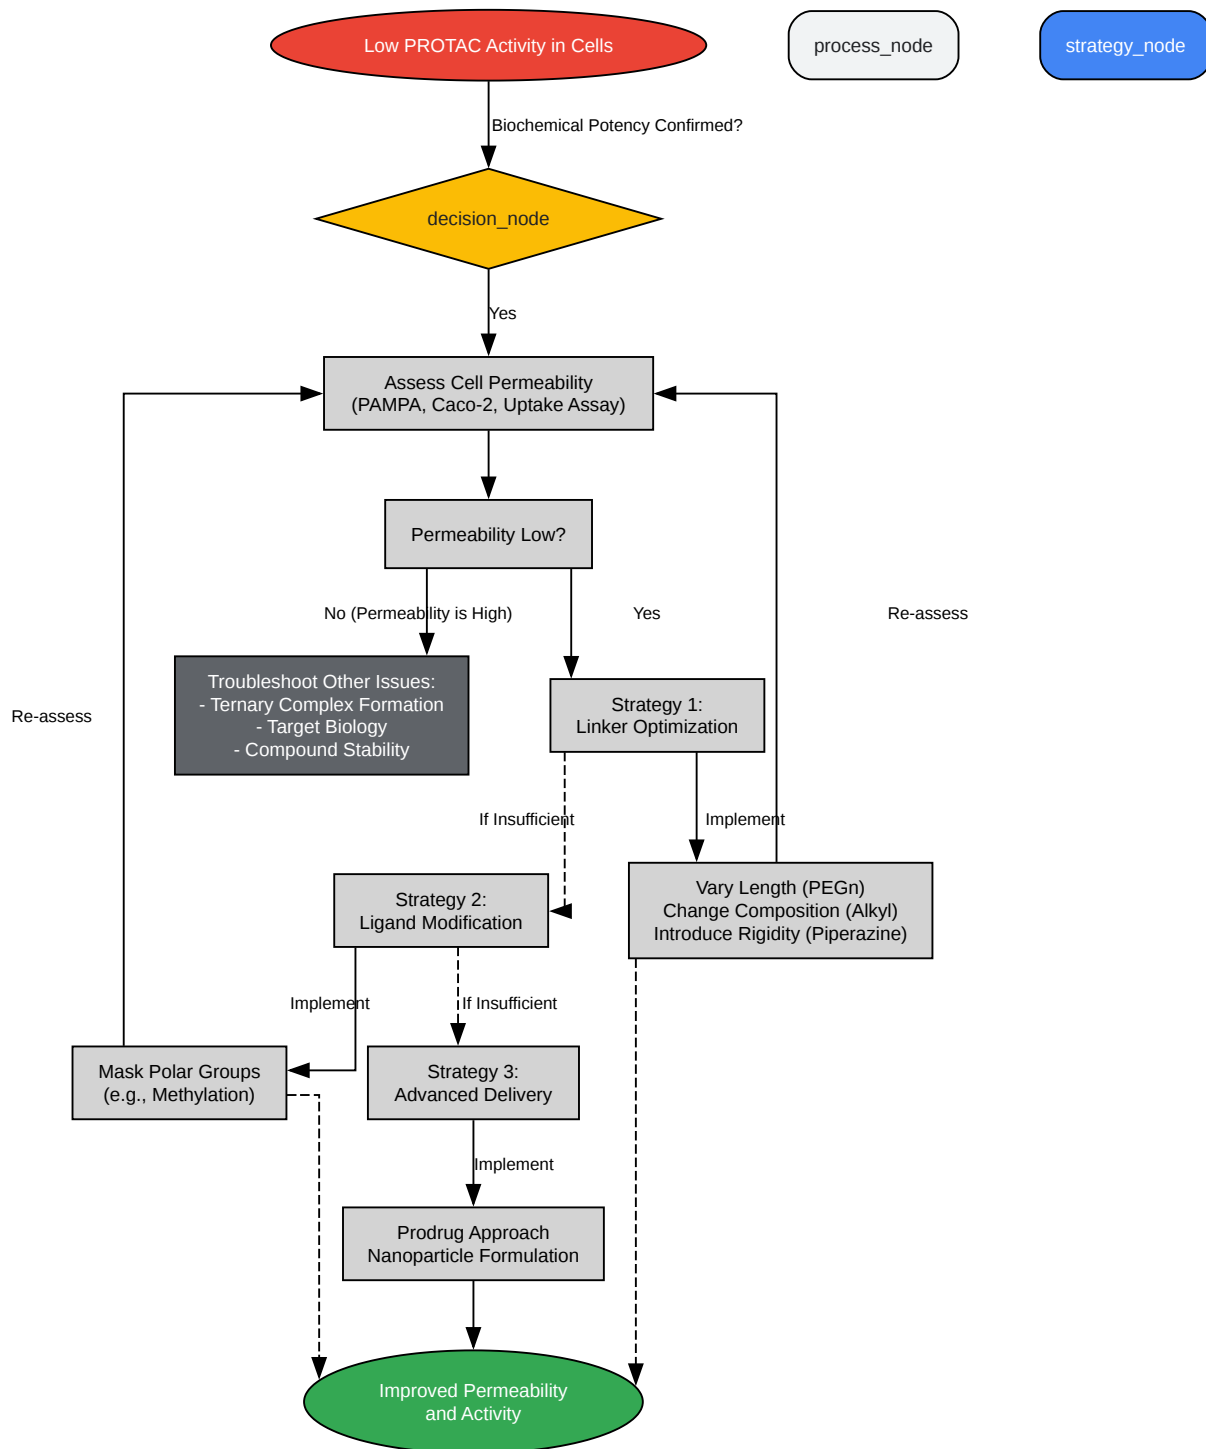 Low PROTAC Activity in Cells
process_node
strategy_node
Biochemical Potency Confirmed?
decision_node
Yes
Assess Cell Permeability
(PAMPA, Caco-2, Uptake Assay)
Permeability Low?
No (Permeability is High)
Yes
Re-assess
Troubleshoot Other Issues:
- Ternary Complex Formation
- Target Biology
- Compound Stability
Strategy 1:
Linker Optimization
Re-assess
If Insufficient
Implement
Vary Length (PEGn)
Change Composition (Alkyl)
Introduce Rigidity (Piperazine)
Strategy 2:
Ligand Modification
Implement
If Insufficient
Mask Polar Groups
(e.g., Methylation)
Strategy 3:
Advanced Delivery
Implement
Prodrug Approach
Nanoparticle Formulation
Improved Permeability
and Activity